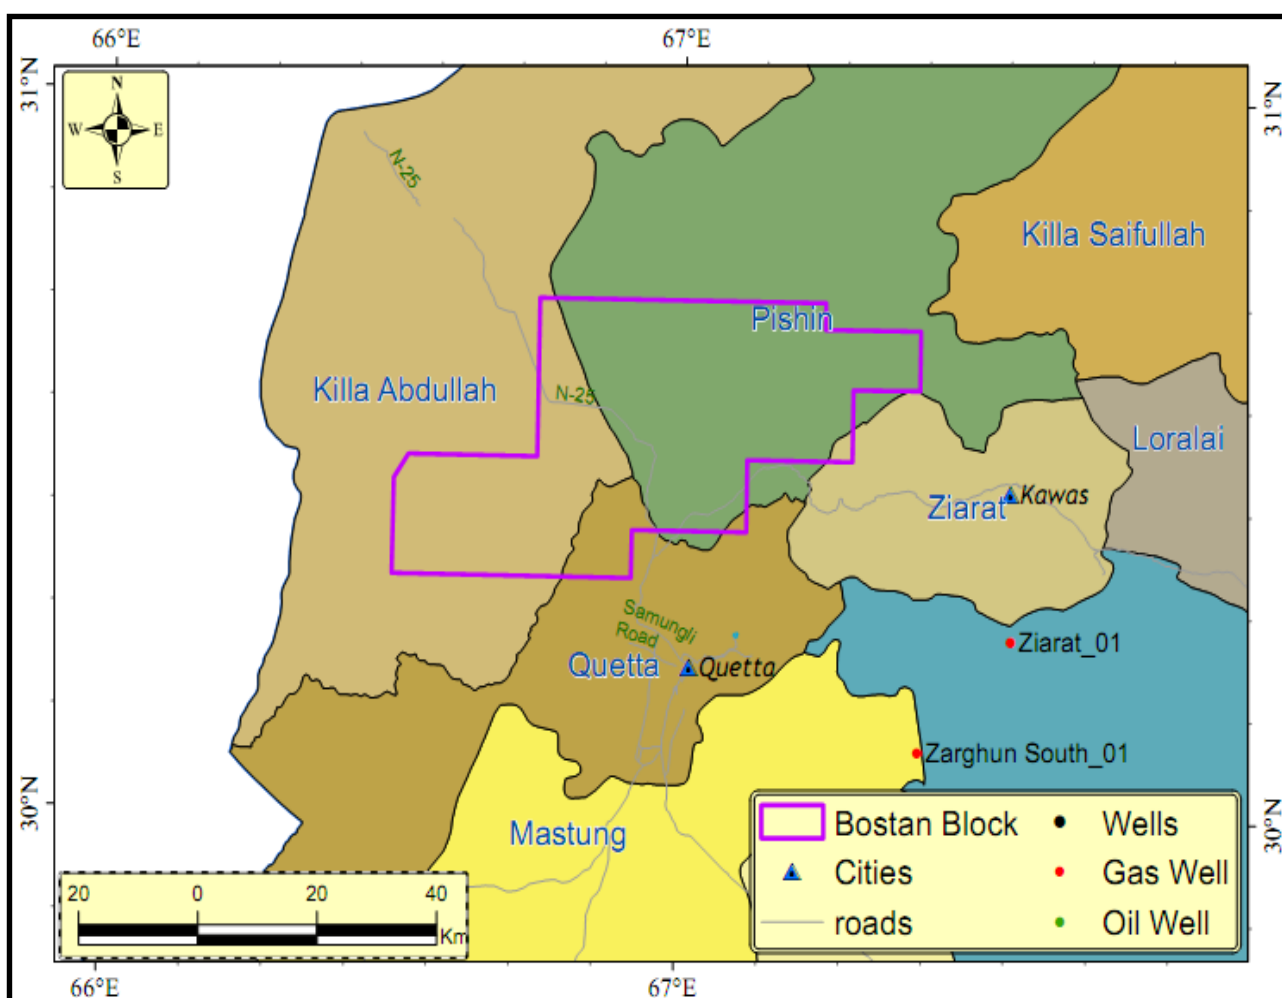 66°E
67°E
31°N
31°N
N
W
E
S
N-25
Killa Saifullah
Pishin
Killa Abdullah
N-25
Loralai
Kawas
Ziarat
Samungli
Road
Ziarat_01
Quetta
Quetta
Zarghun South_01
30°N
30°N
Mastung
Bostan Block
Wells
Cities
Gas Well
roads
Oil Well
20
0
20
40
Km
66°E
67°E